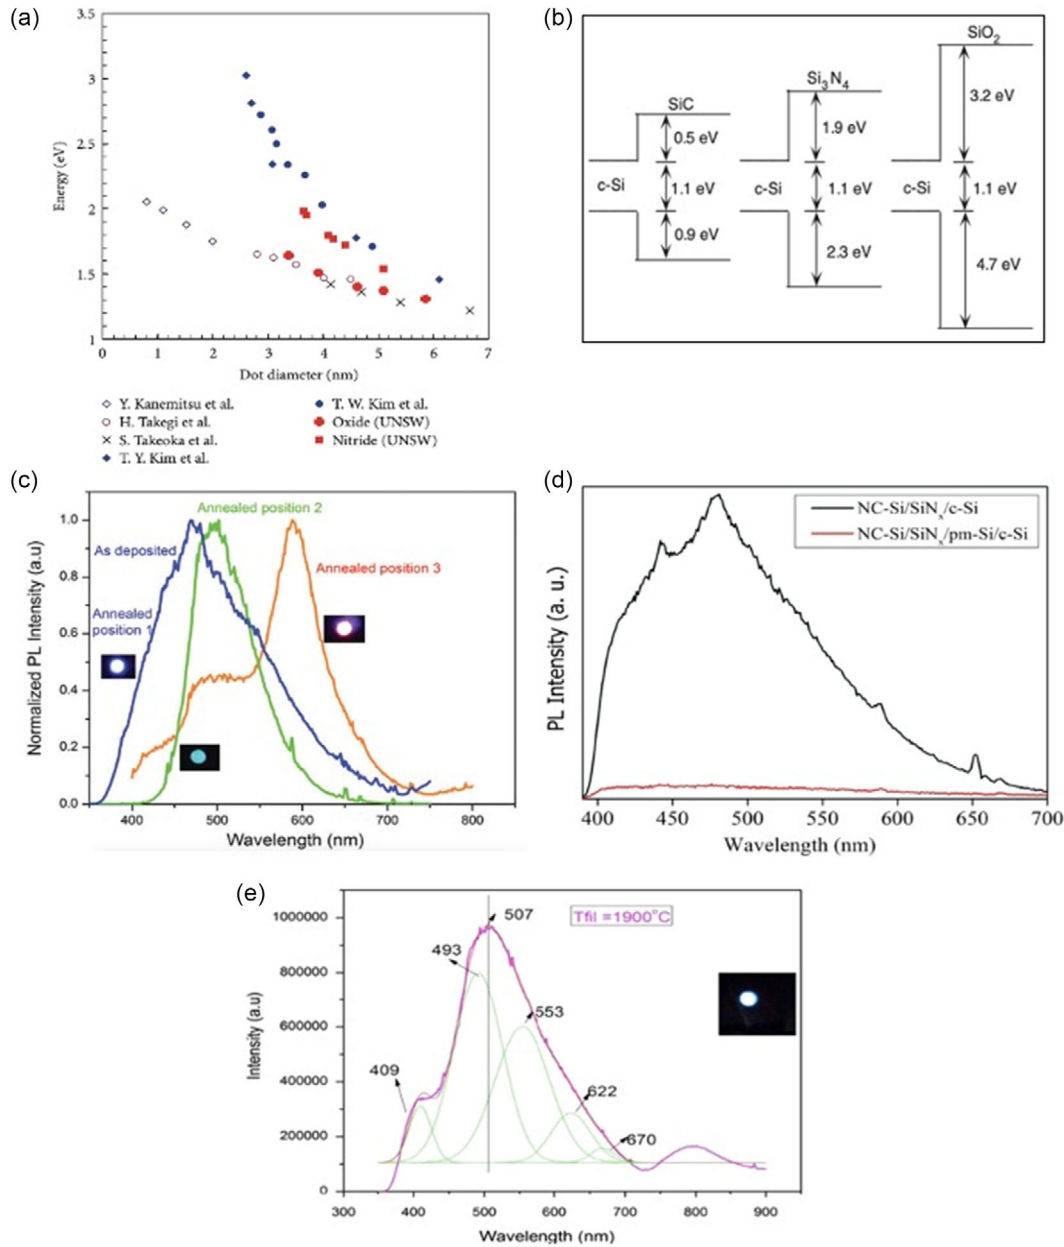 (a)
3.5
3
2.5
2
1.5
1
Energy (eV)
0 1 2 3 4 5 6 7
Dot diameter (nm)
Y. Kanemitsu et al.
H. Takegi et al.
S. Takeoka et al.
T. Y. Kim et al.
T. W. Kim et al.
Oxide (UNSW)
Nitride (UNSW)
(b)
SiO2
Si3N4
SiC
3.2 eV
1.9 eV
0.5 eV
c-Si 1.1 eV c-Si 1.1 eV c-Si 1.1 eV
0.9 eV
2.3 eV
4.7 eV
(c)
Annealed position 2
As deposited
Annealed position 3
Annealed
position 1
1.0
0.8
0.6
0.4
0.2
0.0
Normalized PL Intensity (a.u)
400 500 600 700 800
Wavelength (nm)
(d)
NC-Si/SiNx/c-Si
NC-Si/SiNx/pm-Si/c-Si
PL Intensity (a. u.)
400 450 500 550 600 650 700
Wavelength (nm)
(e)
1000000
800000
600000
400000
200000
0
Intensity (a.u)
Tfil =1900°C
507
493
553
409
622
670
300 400 500 600 700 800 900
Wavelength (nm)